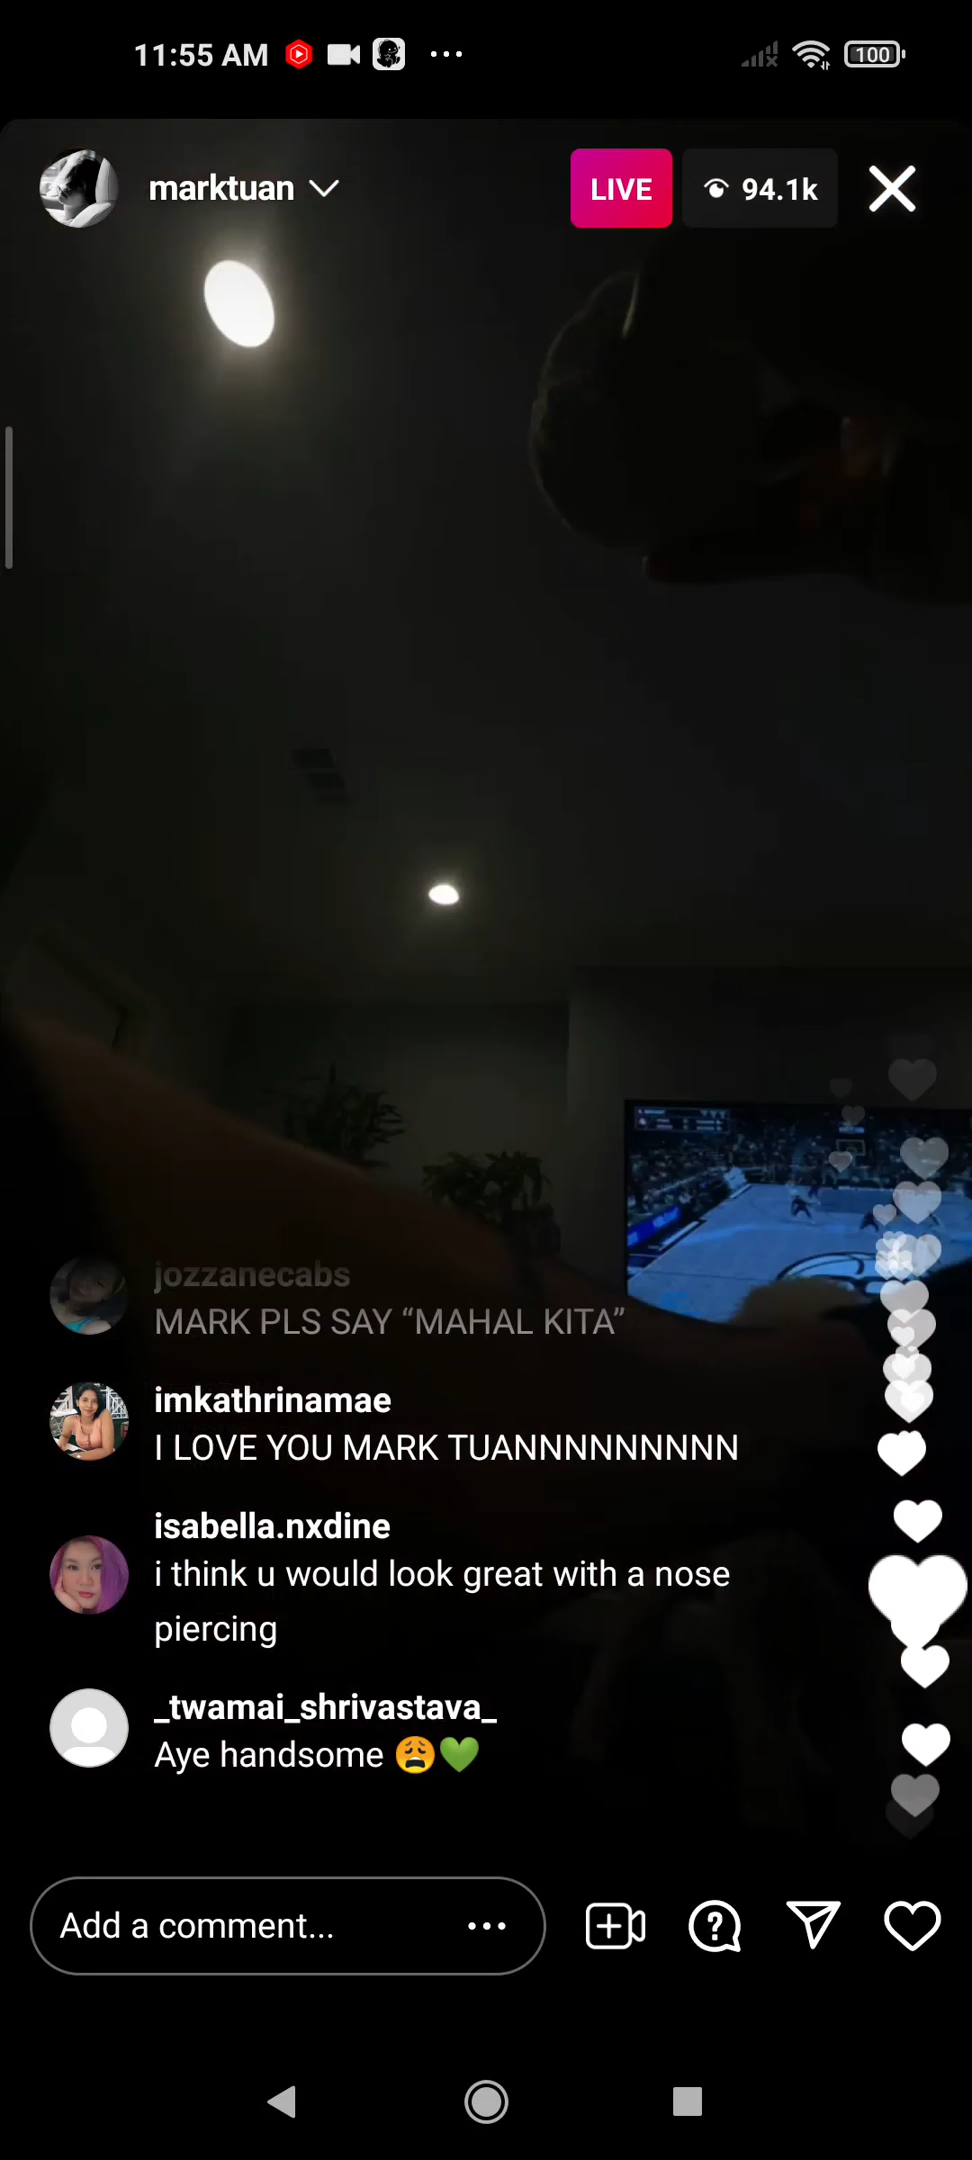 11:55 AM
100
marktuan
LIVE
94.1k
jozzanecabs
MARK PLS SAY “MAHAL KITA”
imkathrinamae
I LOVE YOU MARK TUANNNNNNNNN
isabella.nxdine
i think u would look great with a nose
piercing
_twamai_shrivastava_
Aye handsome 😩💚
Add a comment...